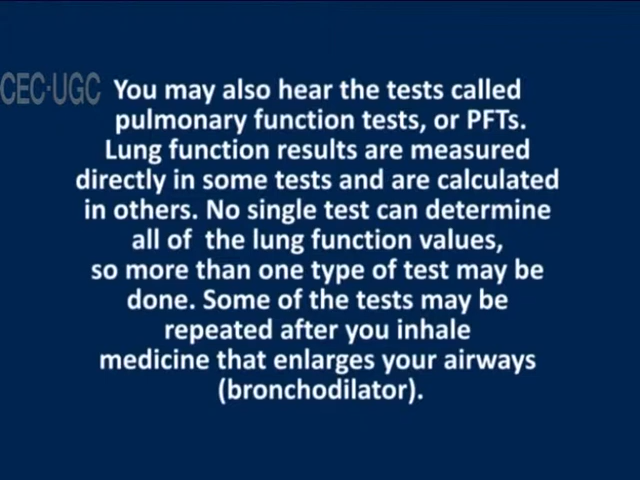 CEC-UGC
You may also hear the tests called
pulmonary function tests, or PFTs.
Lung function results are measured
directly in some tests and are calculated
in others. No single test can determine
all of the lung function values,
so more than one type of test may be
done. Some of the tests may be
repeated after you inhale
medicine that enlarges your airways
(bronchodilator).